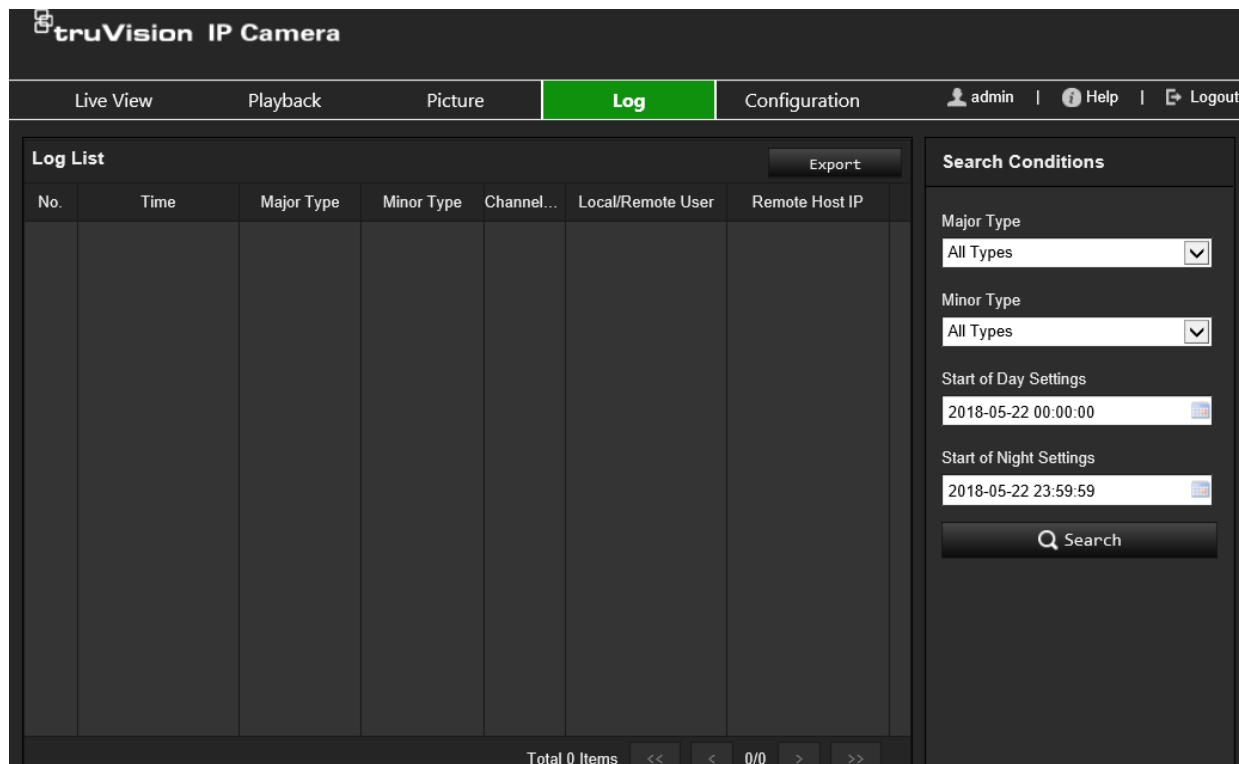 truVision IP Camera
Live View Playback Picture Log Configuration admin | Help | Logout
Log List Export
No. Time Major Type Minor Type Channel... Local/Remote User Remote Host IP
Total 0 Items << < 0/0 > >>
Search Conditions
Major Type
All Types
Minor Type
All Types
Start of Day Settings
2018-05-22 00:00:00
Start of Night Settings
2018-05-22 23:59:59
Search